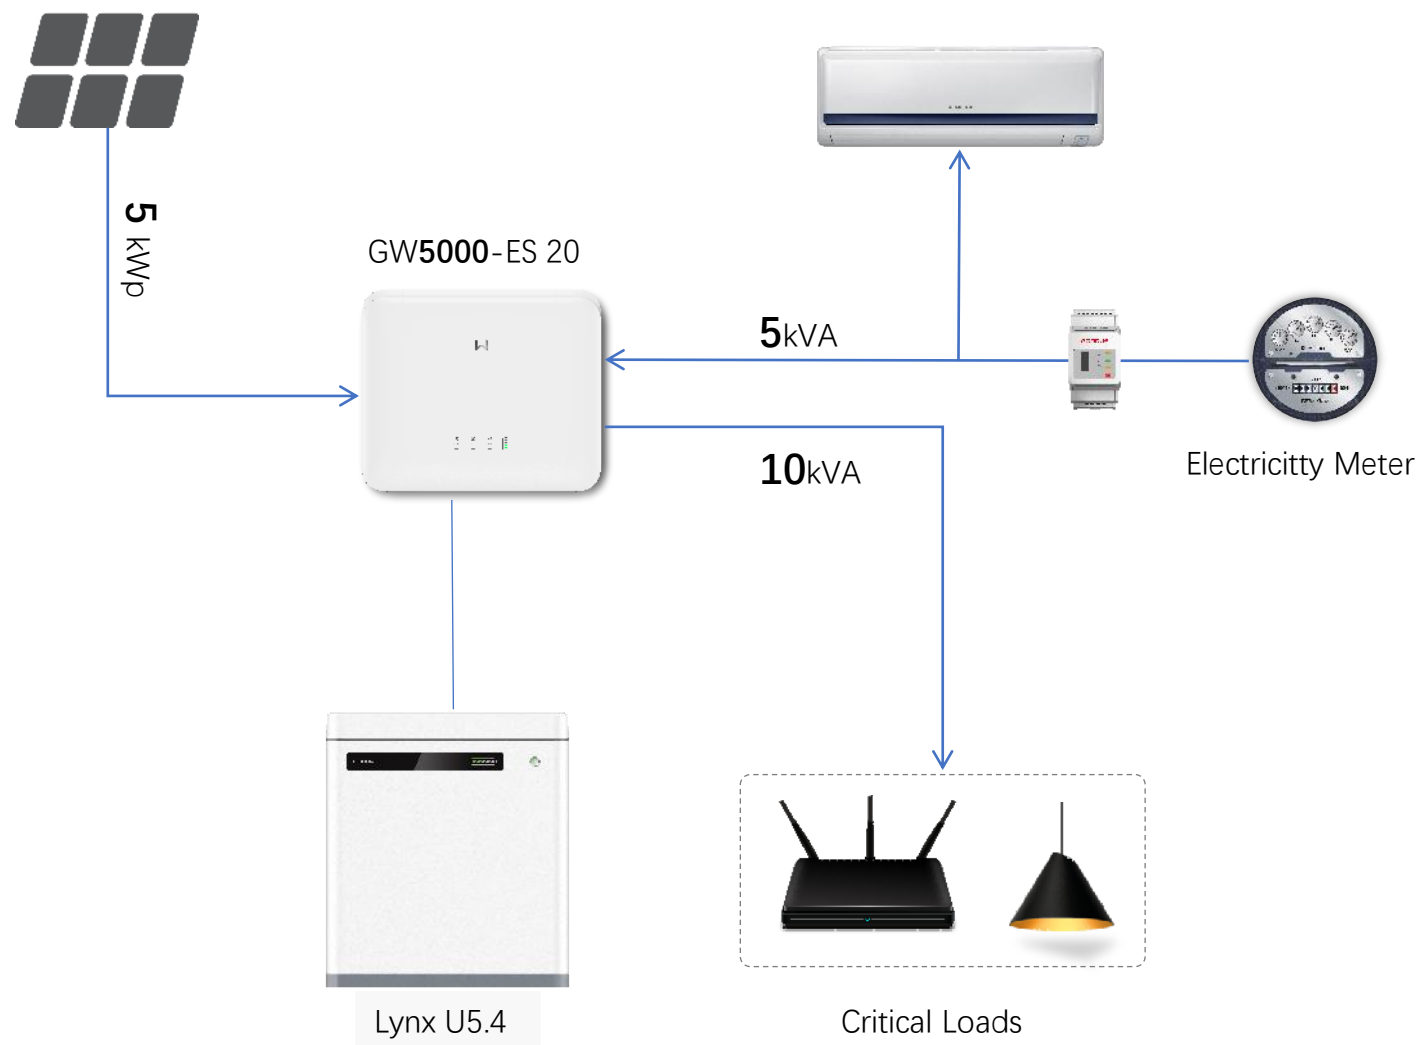 5 kWp
GW5000-ES 20
5kVA
10kVA
Electricitty Meter
Lynx U5.4
Critical Loads